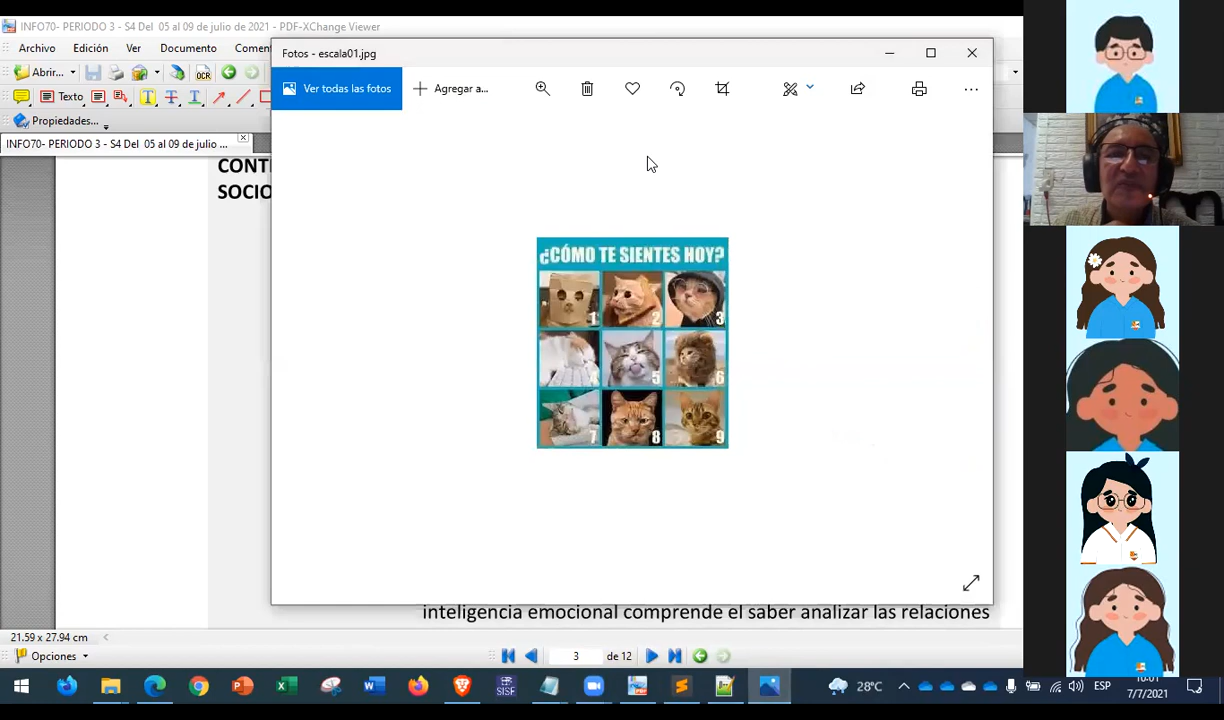 INFO70- PERIODO 3 - S4 Del 05 al 09 de julio de 2021 - PDF-XChange Viewer
Archivo Edición Ver Documento Comen
Fotos - escala01.jpg
Abrir...
OCR
Ver todas las fotos
Agregar a...
Texto
Propiedades...
INFO70- PERIODO 3 - S4 Del 05 al 09 de julio ...
CONT
SOCIO
¿CÓMO TE SIENTES HOY?
1 2 3
4 5 6
7 8 9
inteligencia emocional comprende el saber analizar las relaciones
21.59 x 27.94 cm
Opciones
3 de 12
SISF
28°C
ESP
10:01
7/7/2021